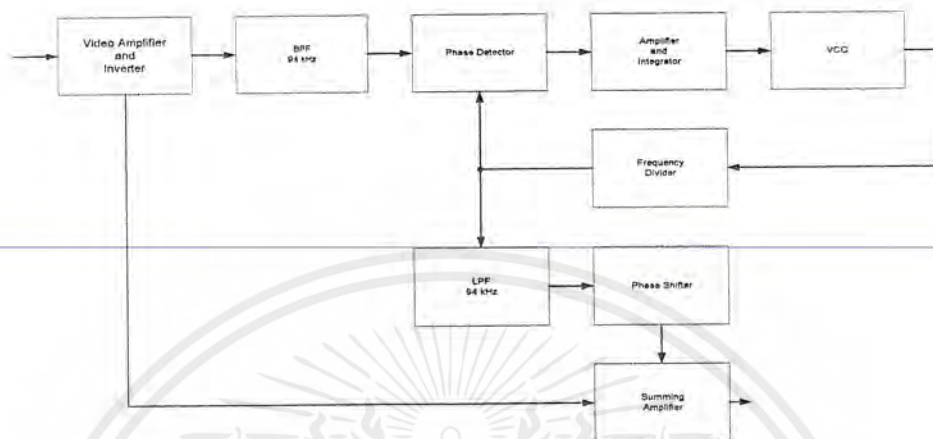 Video Amplifier
and
Inverter
BPF
94 kHz
Phase Detector
Amplifier
and
Integrator
VCO
Frequency
Divider
LPF
94 kHz
Phase Shifter
Summing
Amplifier